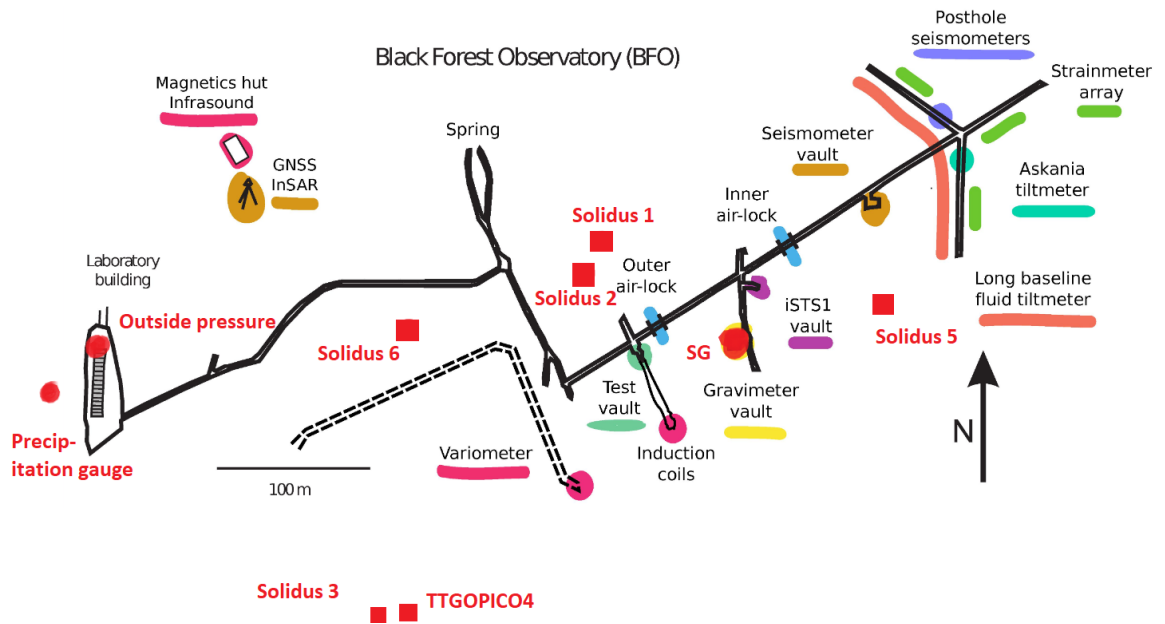 Posthole
seismometers
Black Forest Observatory (BFO)
Strainmeter
array
Magnetics hut
Infrasound
Spring
Seismometer
vault
GNSS
InSAR
Askania
tiltmeter
Inner
air-lock
Solidus 1
Laboratory
building
Outer
air-lock
Solidus 2
Long baseline
fluid tiltmeter
iSTS1
vault
Outside pressure
Solidus 5
Solidus 6
SG
Test
vault
Gravimeter
vault
N
Precip-
itation gauge
Variometer
Induction
coils
100 m
Solidus 3
TTGOPICO4